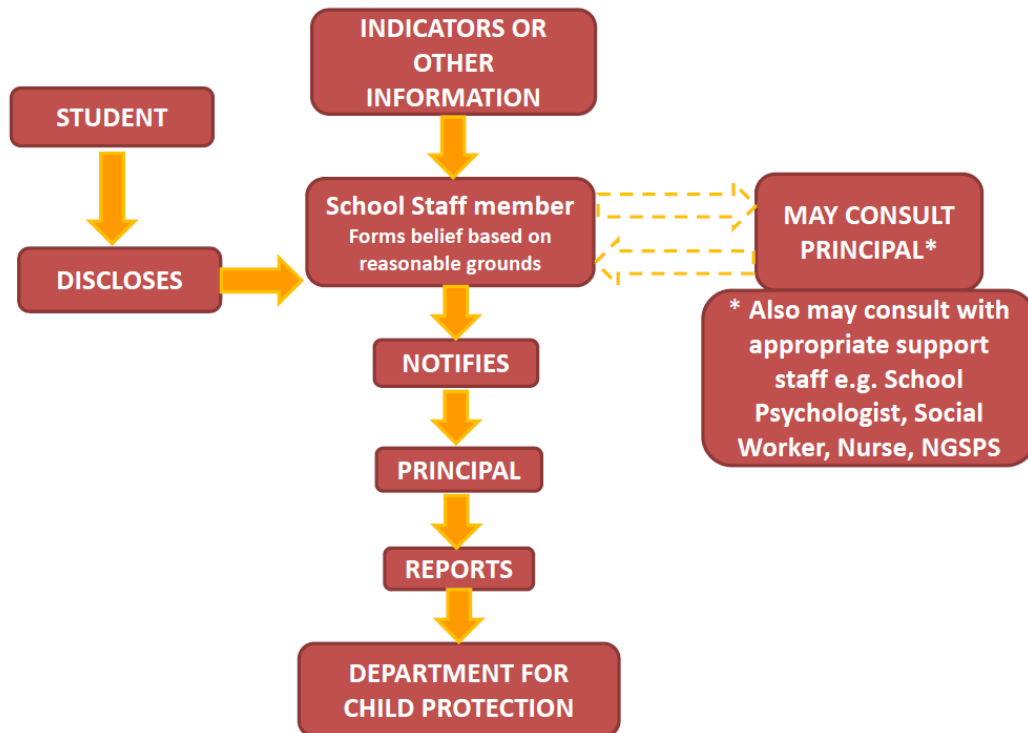 INDICATORS OR
OTHER
INFORMATION
STUDENT
DISCLOSES
School Staff member
Forms belief based on
reasonable grounds
MAY CONSULT
PRINCIPAL*
* Also may consult with
appropriate support
staff e.g. School
Psychologist, Social
Worker, Nurse, NGSPS
NOTIFIES
PRINCIPAL
REPORTS
DEPARTMENT FOR
CHILD PROTECTION